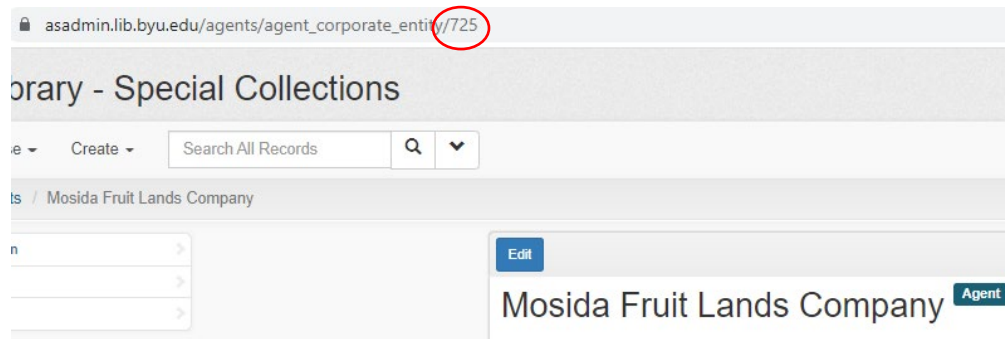 asadmin.lib.byu.edu/agents/agent_corporate_entity/725
brary - Special Collections
se Create Search All Records
ts / Mosida Fruit Lands Company
n
Edit
Mosida Fruit Lands Company Agent